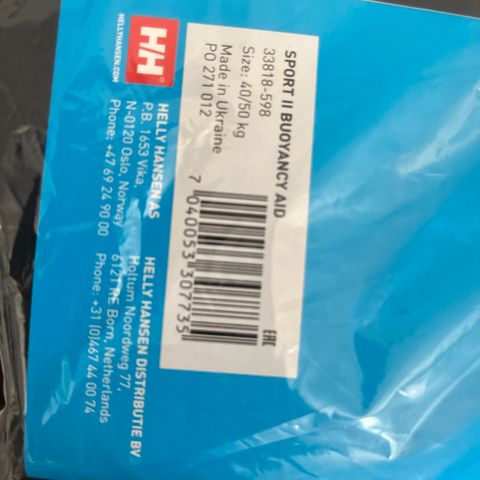 SPORT II BUOYANCY AID
33818-598
Size: 40/50 kg
Made in Ukraine
PO 271 012
7 040053 307735
EAC
HH
HELLYHANSEN.COM
HELLY HANSEN AS
P.B. 1653 Vika,
N-0120 Oslo, Norway
Phone: +47 69 24 90 00
HELLY HANSEN DISTRIBUTIE BV
Holtum Noordweg 77,
6121 RE Born, Netherlands
Phone: +31 (0)467 44 00 74